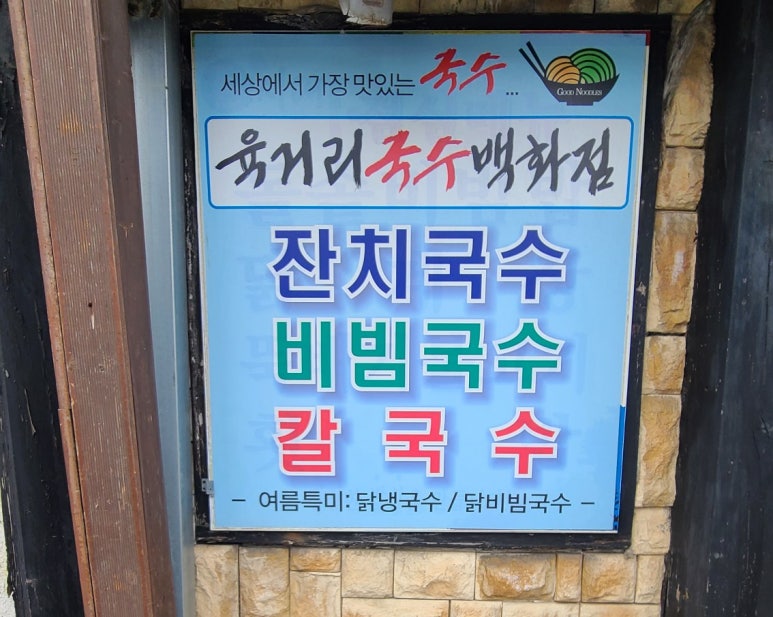 세상에서 가장 맛있는 국수...
GOOD NOODLES
육거리국수백화점
잔치국수
비빔국수
칼국수
- 여름특미: 닭냉국수 / 닭비빔국수 -